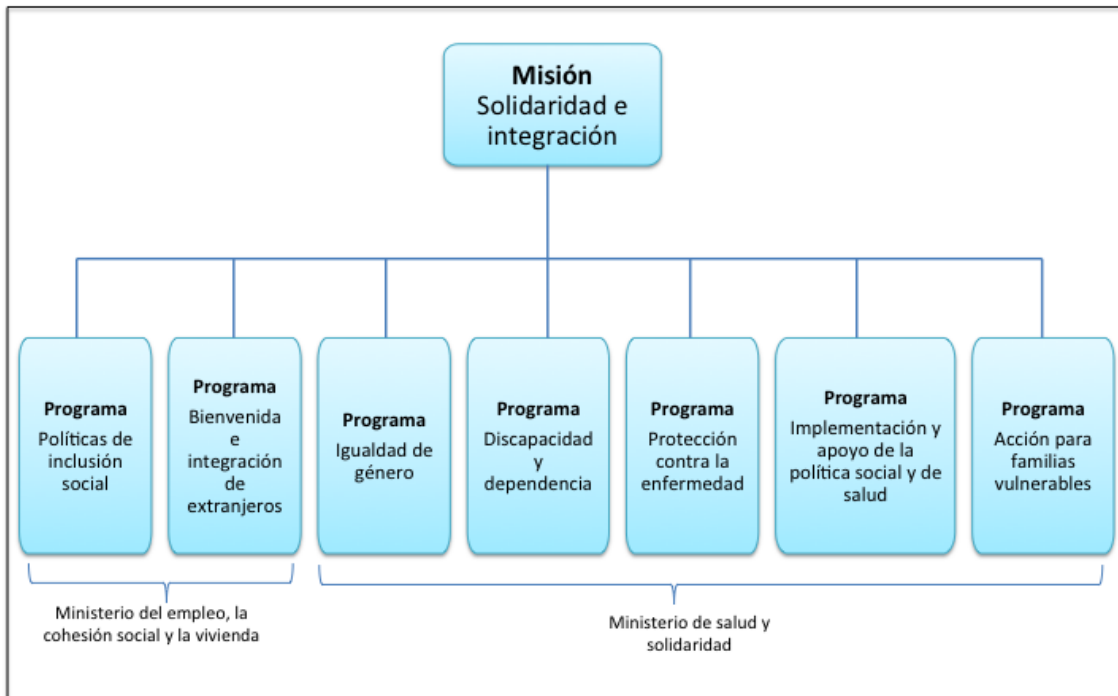 Misión
Solidaridad e
integración
Programa
Políticas de
inclusión
social
Programa
Bienvenida
e
integración
de
extranjeros
Programa
Igualdad de
género
Programa
Discapacidad
y
dependencia
Programa
Protección
contra la
enfermedad
Programa
Implementación y
apoyo de la
política social y de
salud
Programa
Acción para
familias
vulnerables
Ministerio del empleo, la
cohesión social y la vivienda
Ministerio de salud y
solidaridad